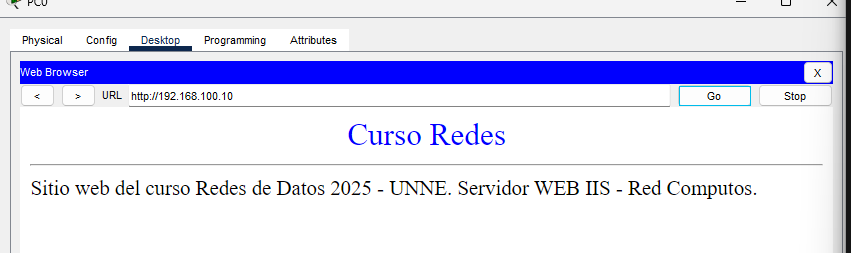 PC0
Physical Config Desktop Programming Attributes
Web Browser X
< > URL http://192.168.100.10 Go Stop
Curso Redes
Sitio web del curso Redes de Datos 2025 - UNNE. Servidor WEB IIS - Red Computos.